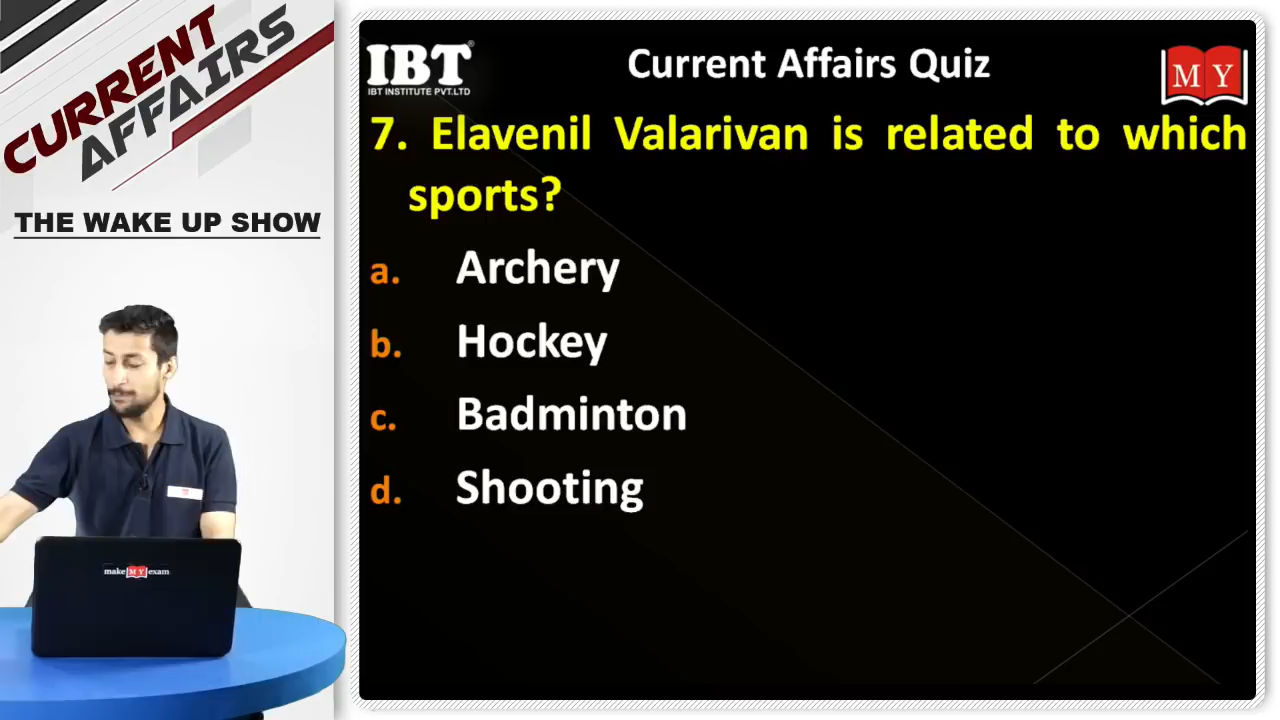 CURRENT
AFFAIRS
THE WAKE UP SHOW
IBT®
IBT INSTITUTE PVT.LTD
Current Affairs Quiz
M Y
7. Elavenil Valarivan is related to which
sports?
a. Archery
b. Hockey
c. Badminton
d. Shooting
make MY exam